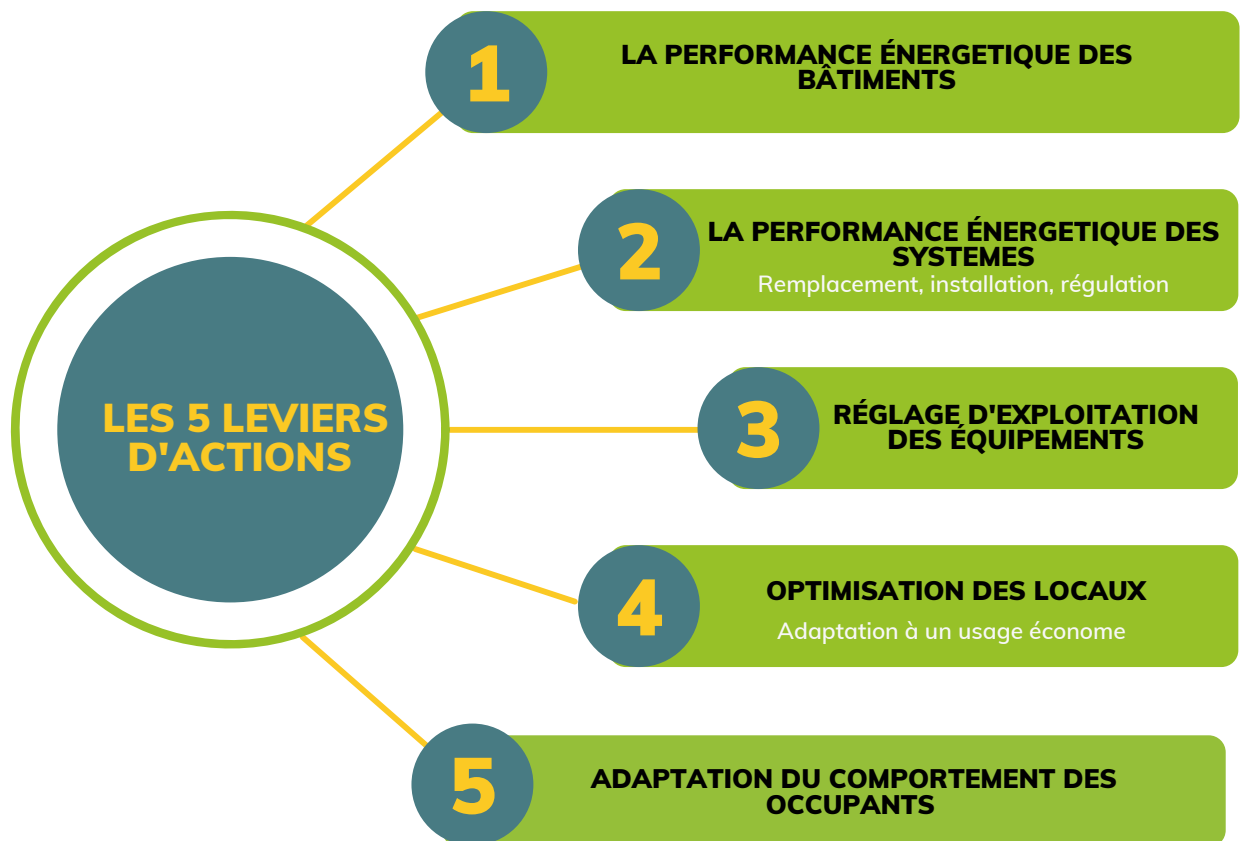 1
LA PERFORMANCE ÉNERGETIQUE DES
BÂTIMENTS
2
LA PERFORMANCE ÉNERGETIQUE DES
SYSTEMES
Remplacement, installation, régulation
LES 5 LEVIERS
D'ACTIONS
3
RÉGLAGE D'EXPLOITATION
DES ÉQUIPEMENTS
4
OPTIMISATION DES LOCAUX
Adaptation à un usage économe
5
ADAPTATION DU COMPORTEMENT DES
OCCUPANTS